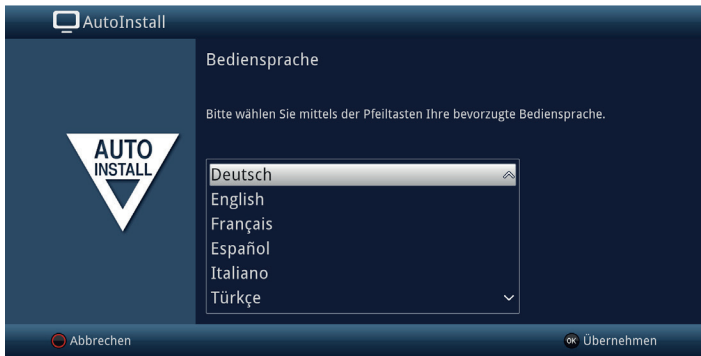 AutoInstall
Bediensprache
Bitte wählen Sie mittels der Pfeiltasten Ihre bevorzugte Bediensprache.
AUTO
INSTALL
Deutsch
English
Français
Español
Italiano
Türkçe
Abbrechen
OK Übernehmen